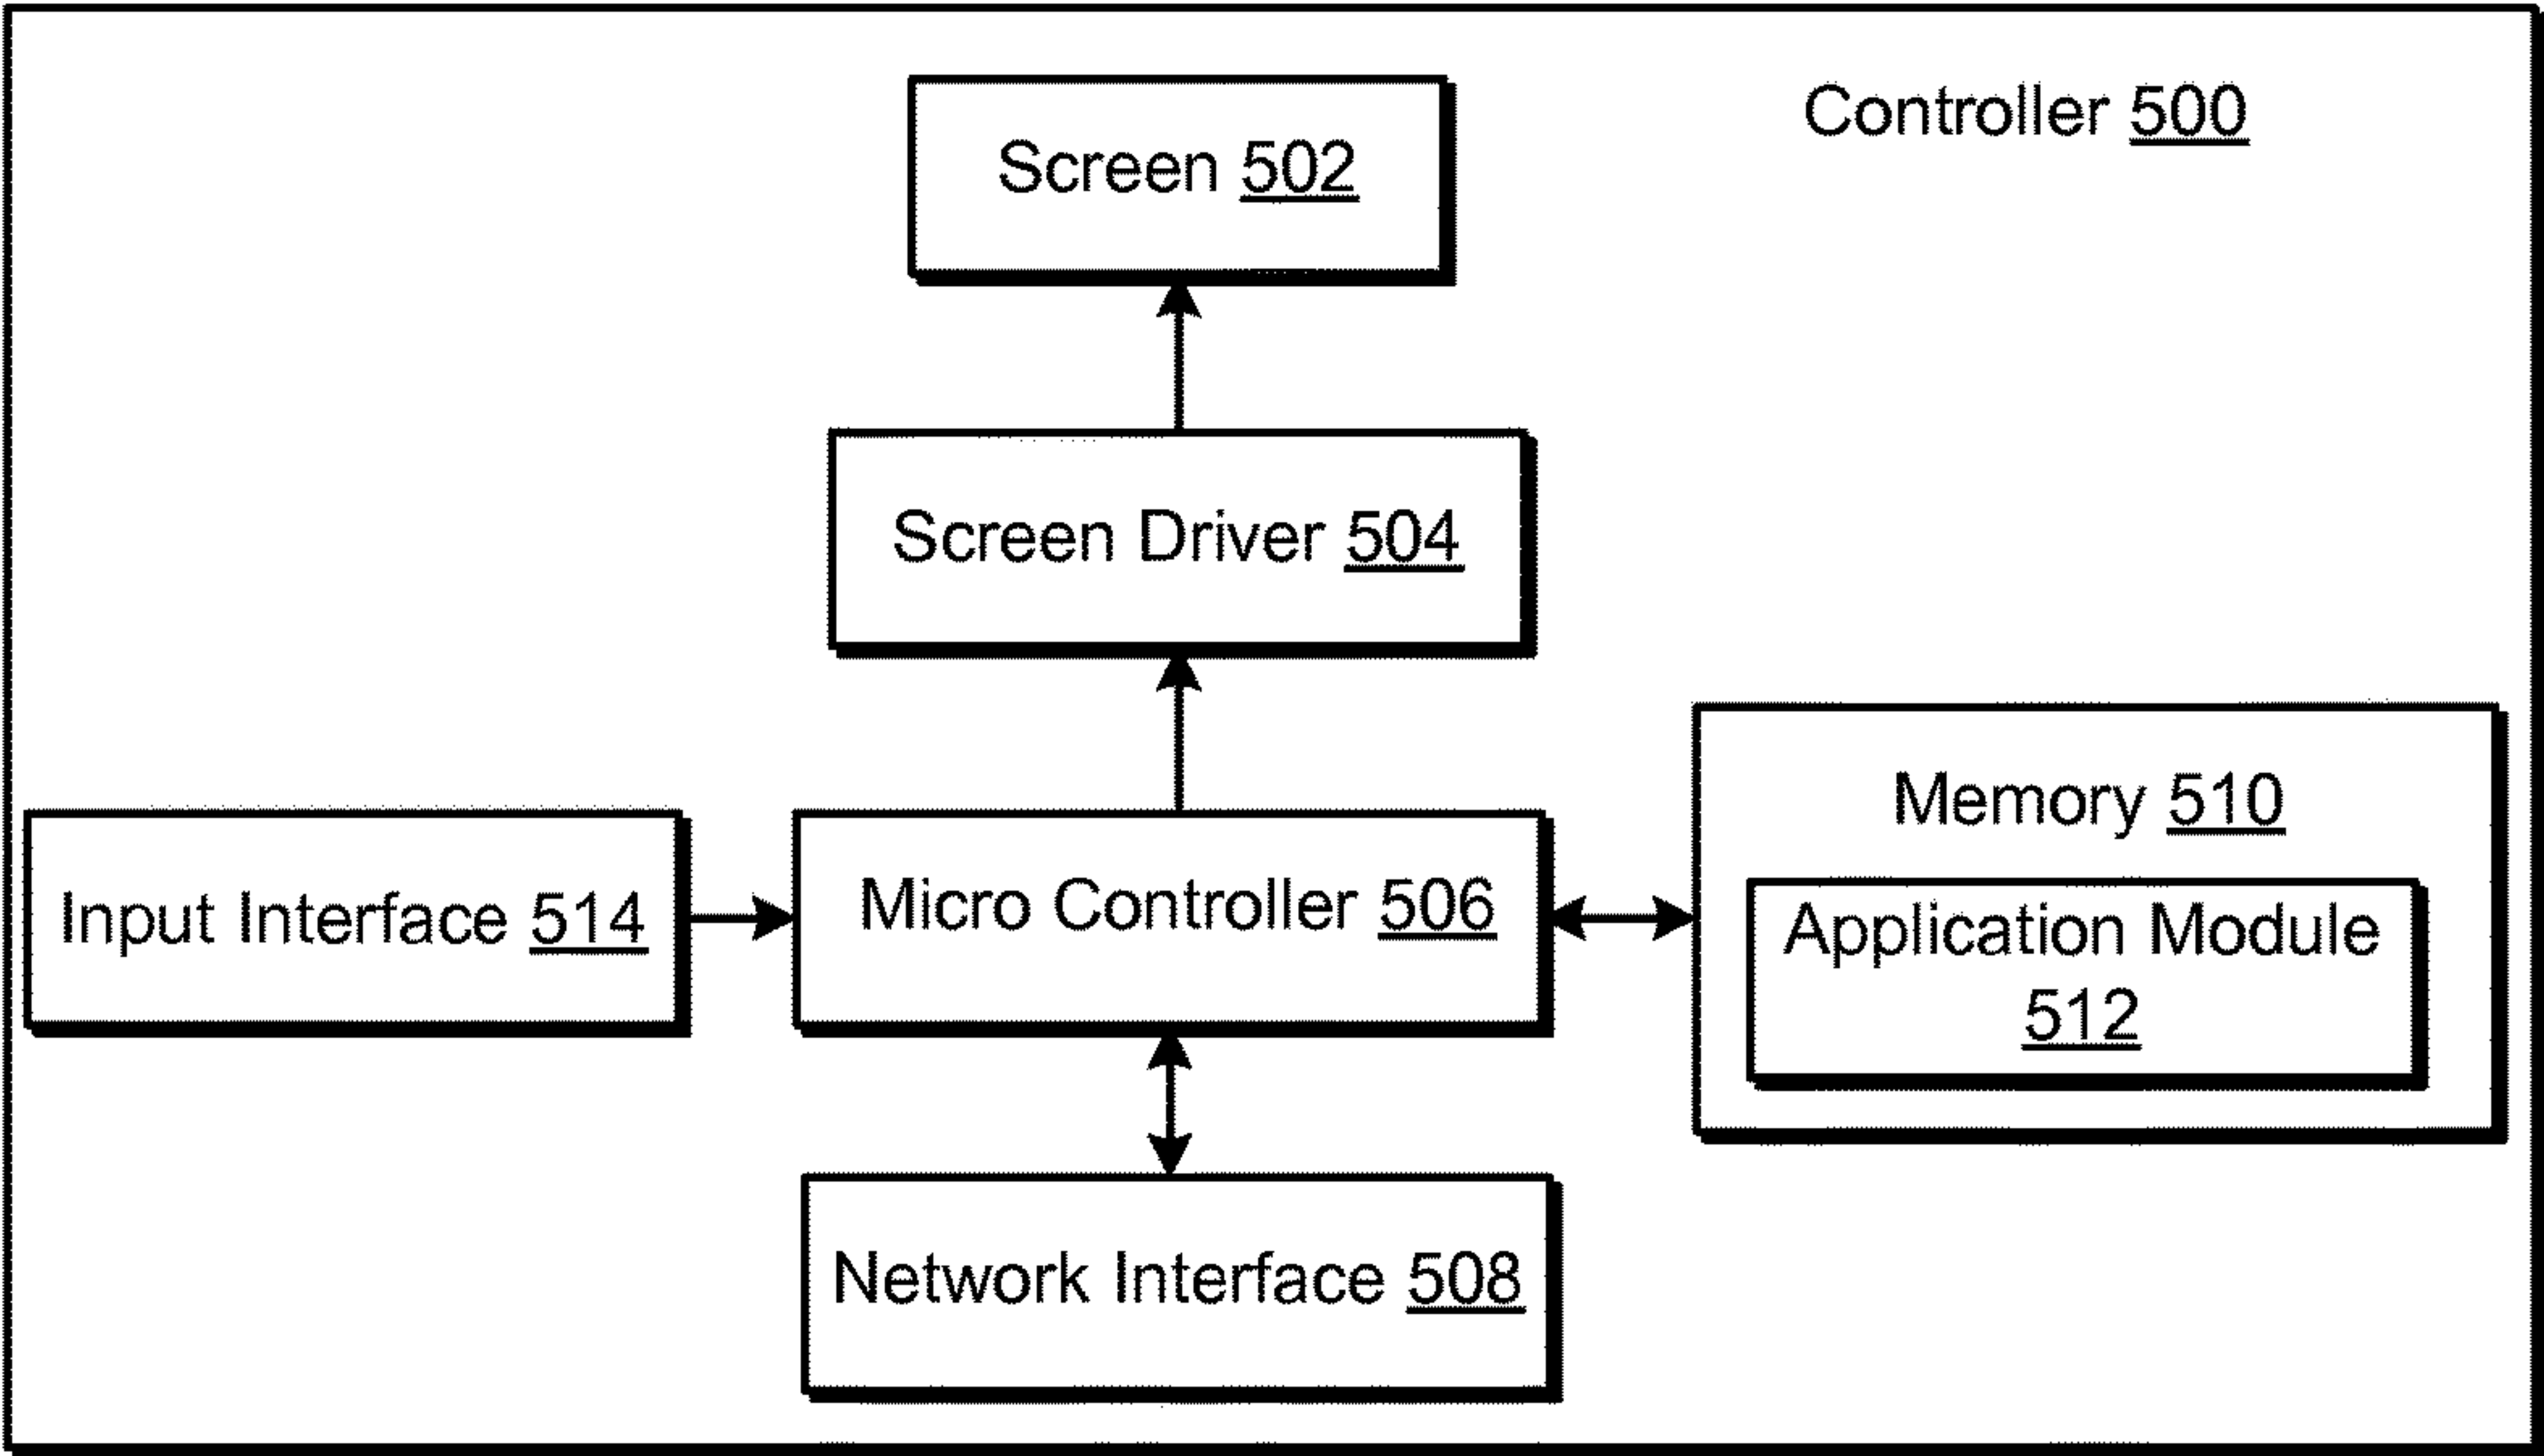 Controller 500
Screen 502
Screen Driver 504
Memory 510
Input Interface 514
Micro Controller 506
Application Module
512
Network Interface 508